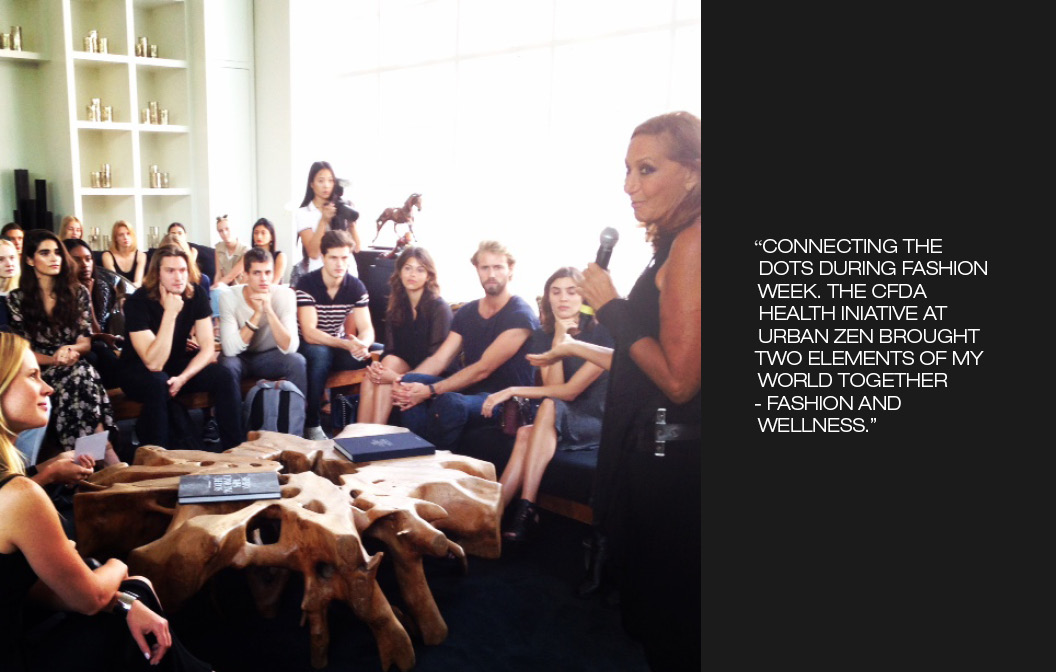 “CONNECTING THE
DOTS DURING FASHION
WEEK. THE CFDA
HEALTH INIATIVE AT
URBAN ZEN BROUGHT
TWO ELEMENTS OF MY
WORLD TOGETHER
- FASHION AND
WELLNESS.”